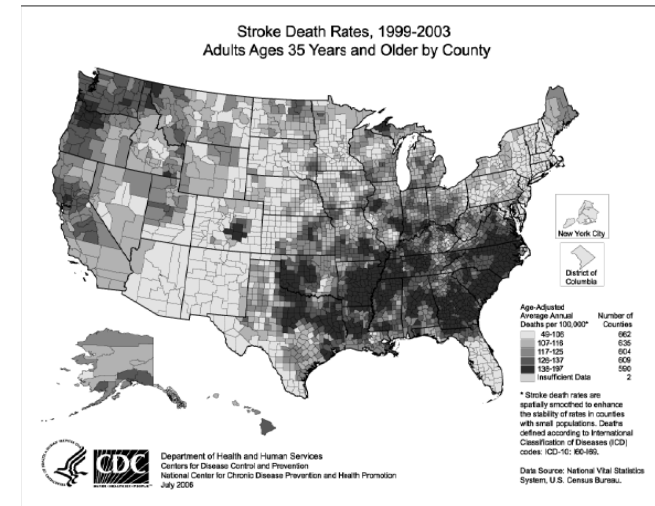 Stroke Death Rates, 1999-2003
Adults Ages 35 Years and Older by County
New York City
District of
Columbia
Age-Adjusted
Average Annual Number of
Deaths per 100,000* Counties
49-106 662
107-116 635
117-125 604
126-137 609
138-197 590
Insufficient Data 2
* Stroke death rates are
spatially smoothed to enhance
the stability of rates in counties
with small populations. Deaths
defined according to International
Classification of Diseases (ICD)
codes: ICD-10: I60-I69.
Data Source: National Vital Statistics
System, U.S. Census Bureau.
CDC
Department of Health and Human Services
Centers for Disease Control and Prevention
National Center for Chronic Disease Prevention and Health Promotion
July 2006